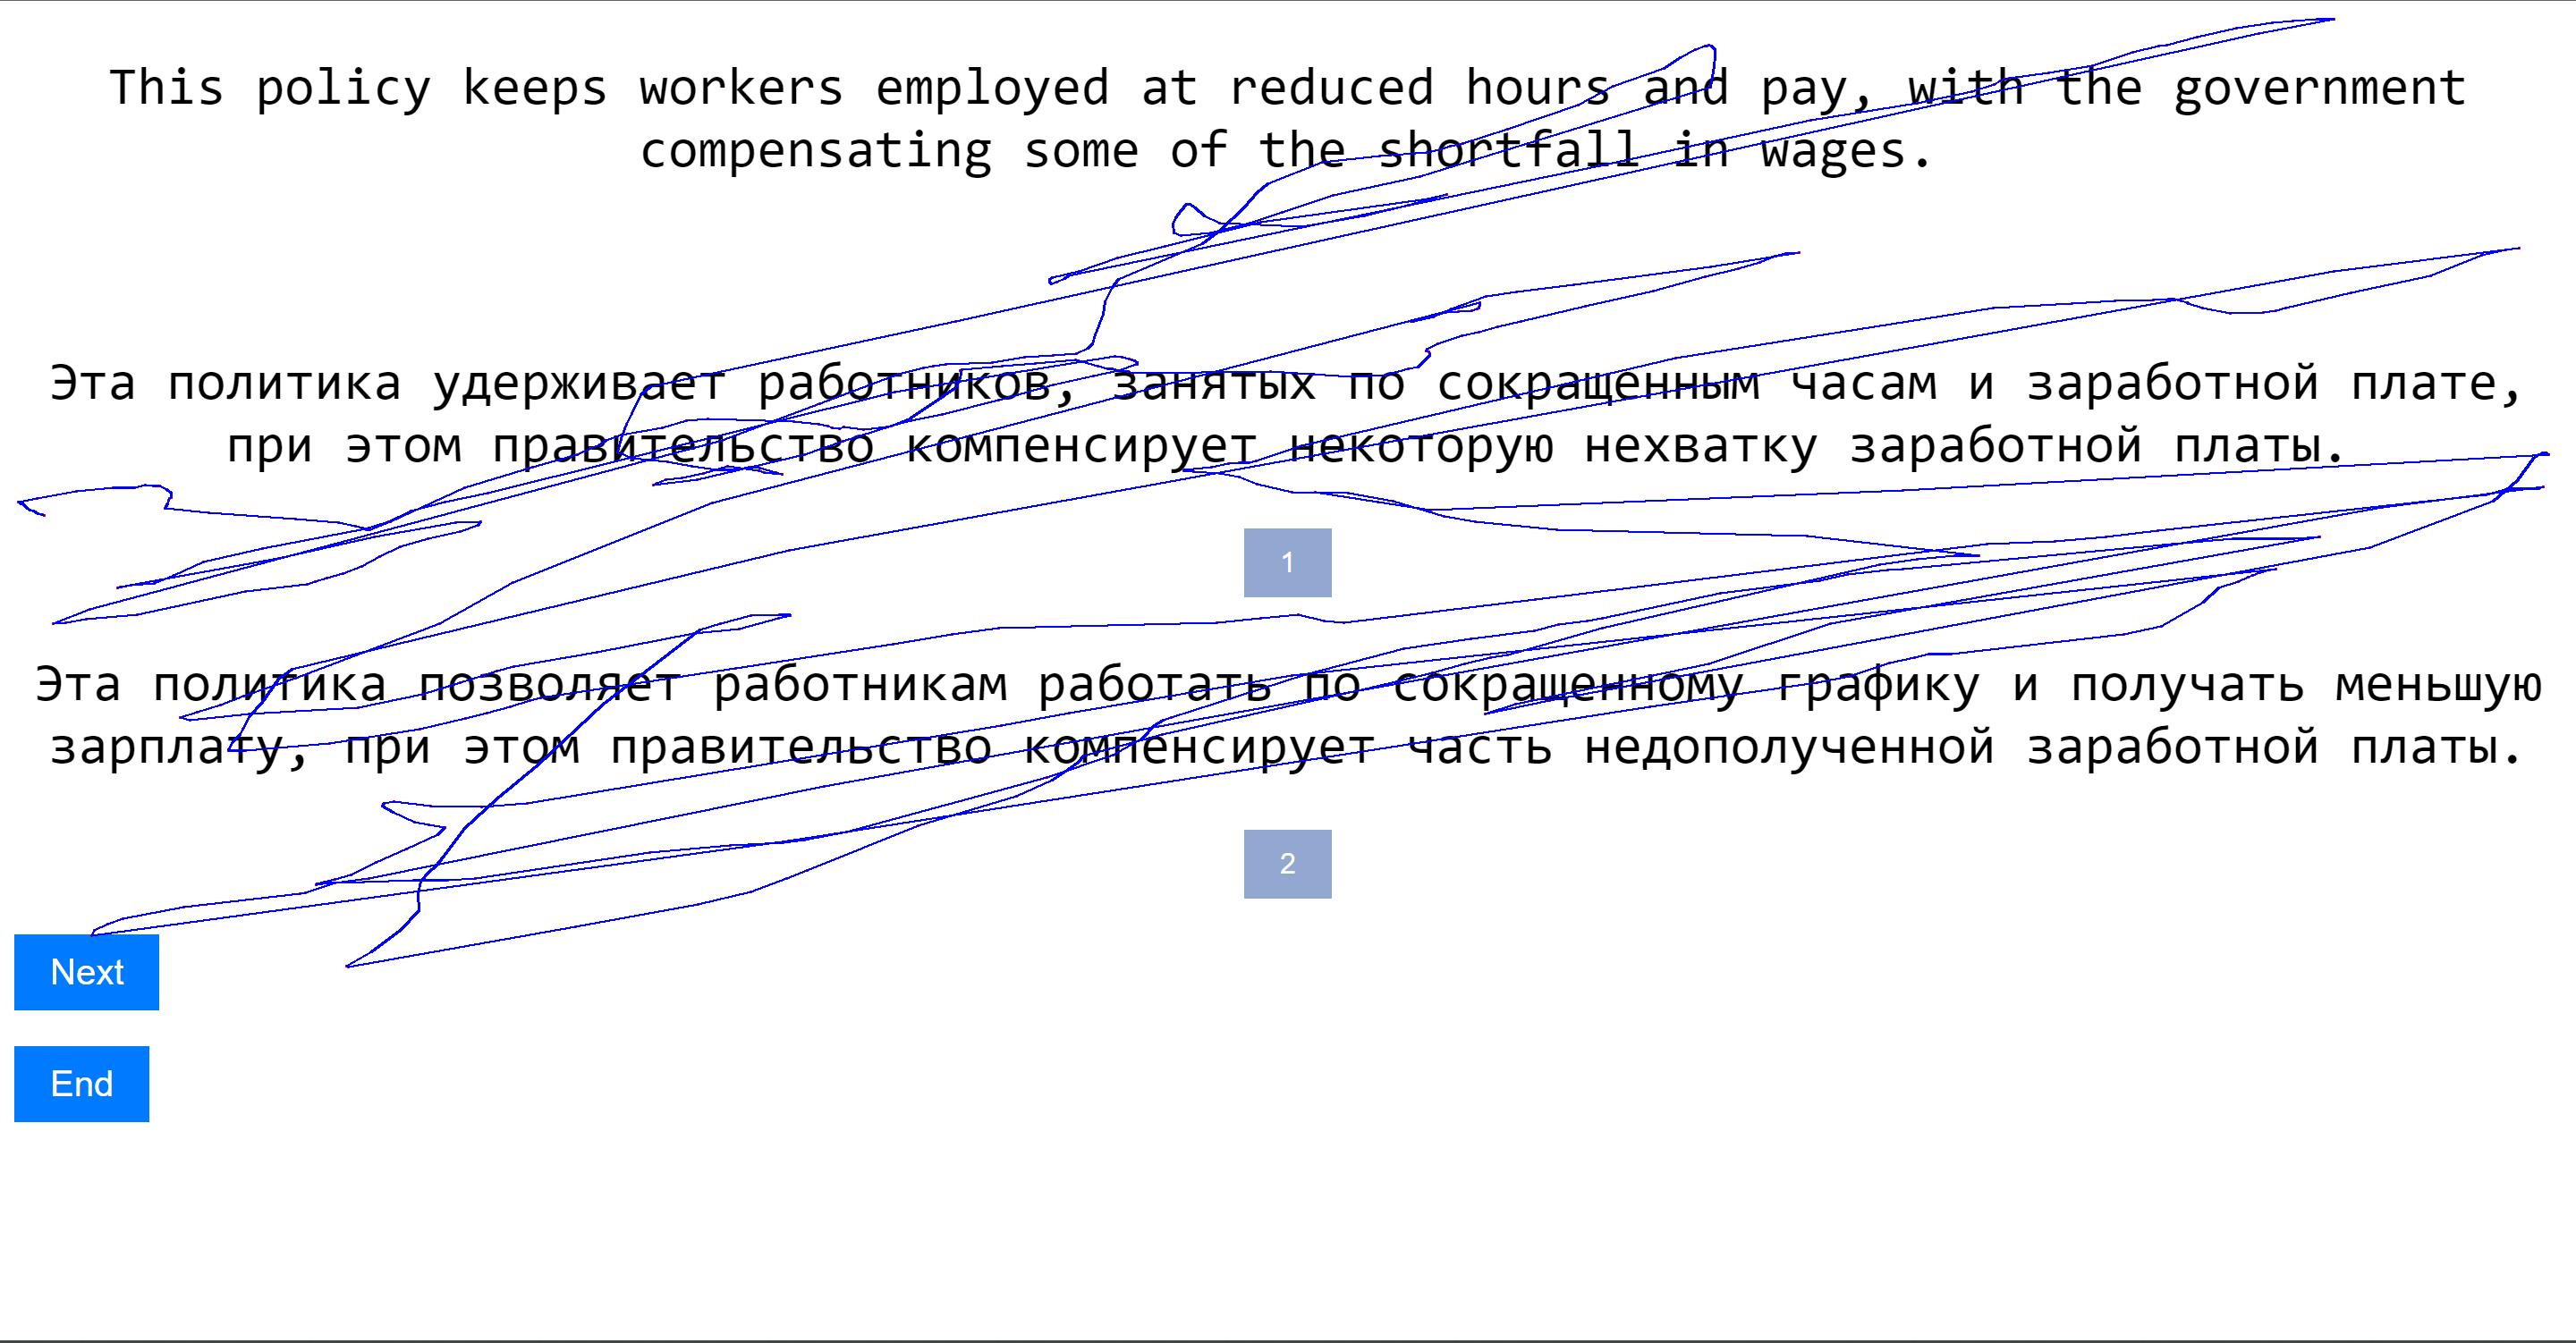 This policy keeps workers employed at reduced hours and pay, with the government
compensating some of the shortfall in wages.
Эта политика удерживает работников, занятых по сокращенным часам и заработной плате,
при этом правительство компенсирует некоторую нехватку заработной платы.
1
Эта политика позволяет работникам работать по сокращенному графику и получать меньшую
зарплату, при этом правительство компенсирует часть недополученной заработной платы.
2
Next
End